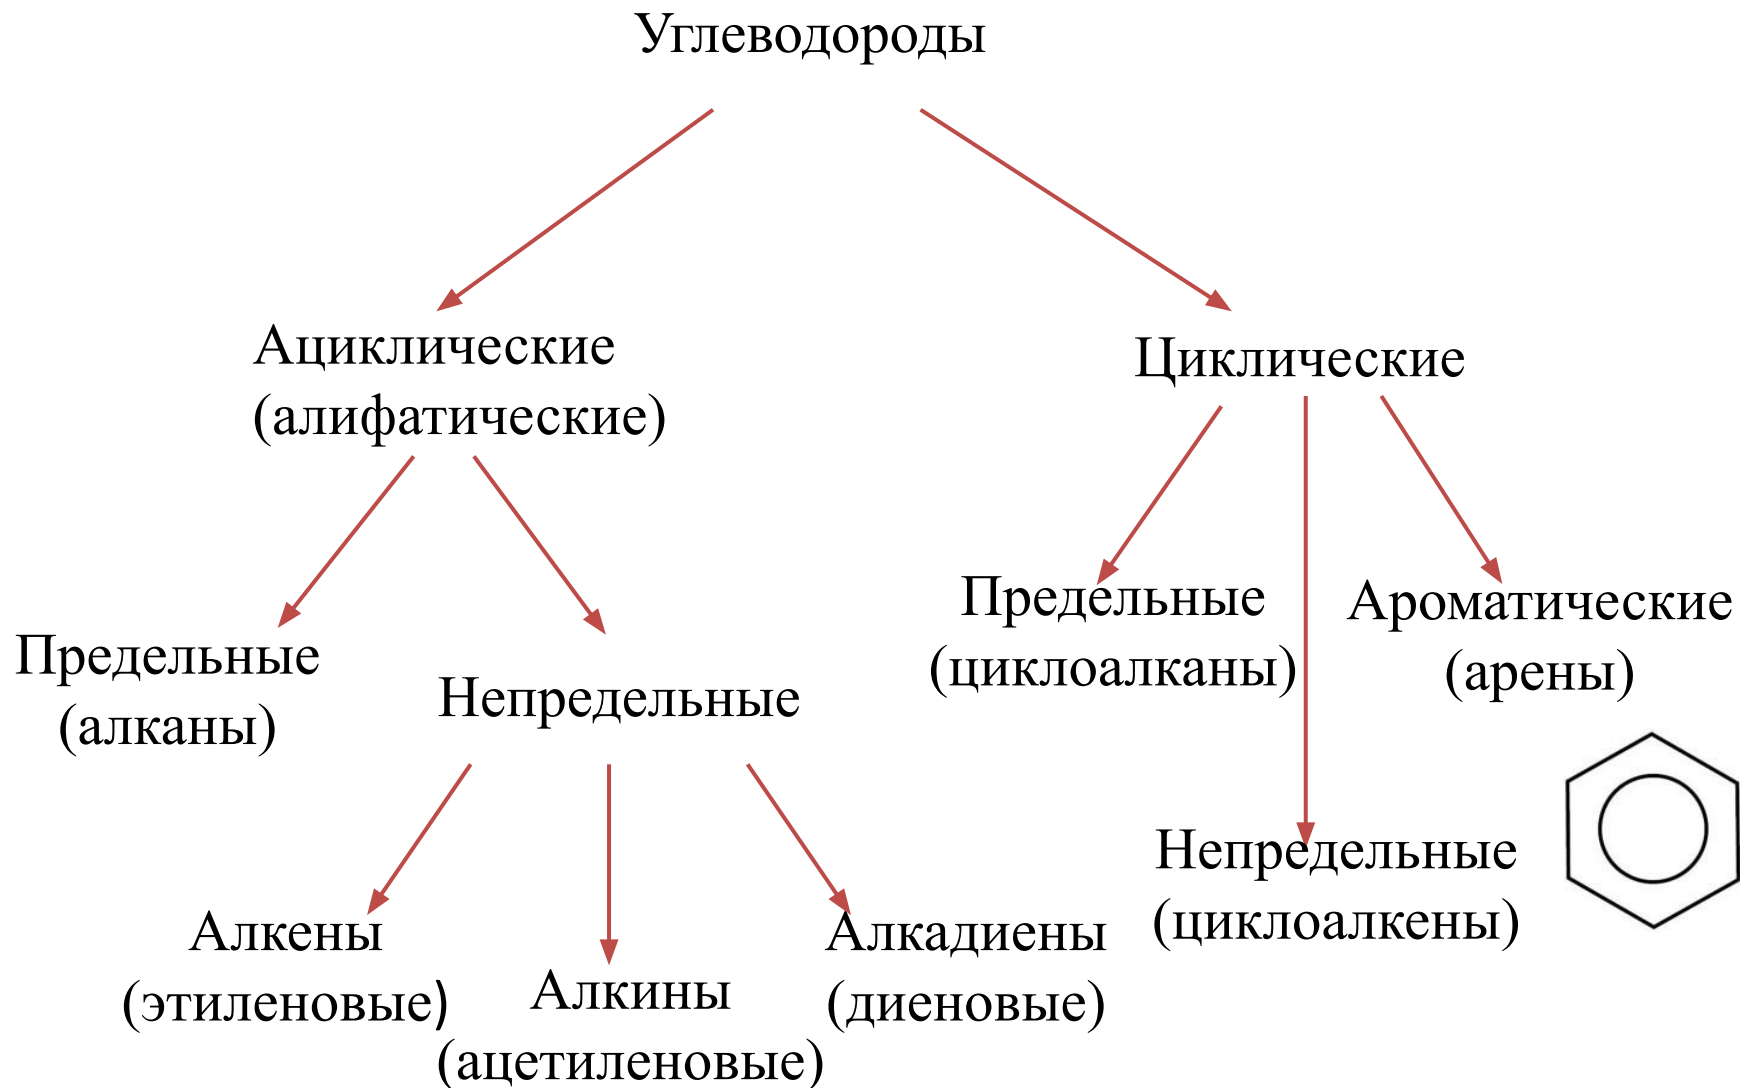 Углеводороды
Ациклические
(алифатические)
Циклические
Предельные
(алканы)
Непредельные
Предельные
(циклоалканы)
Ароматические
(арены)
Алкены
(этиленовые)
Алкины
(ацетиленовые)
Алкадиены
(диеновые)
Непредельные
(циклоалкены)